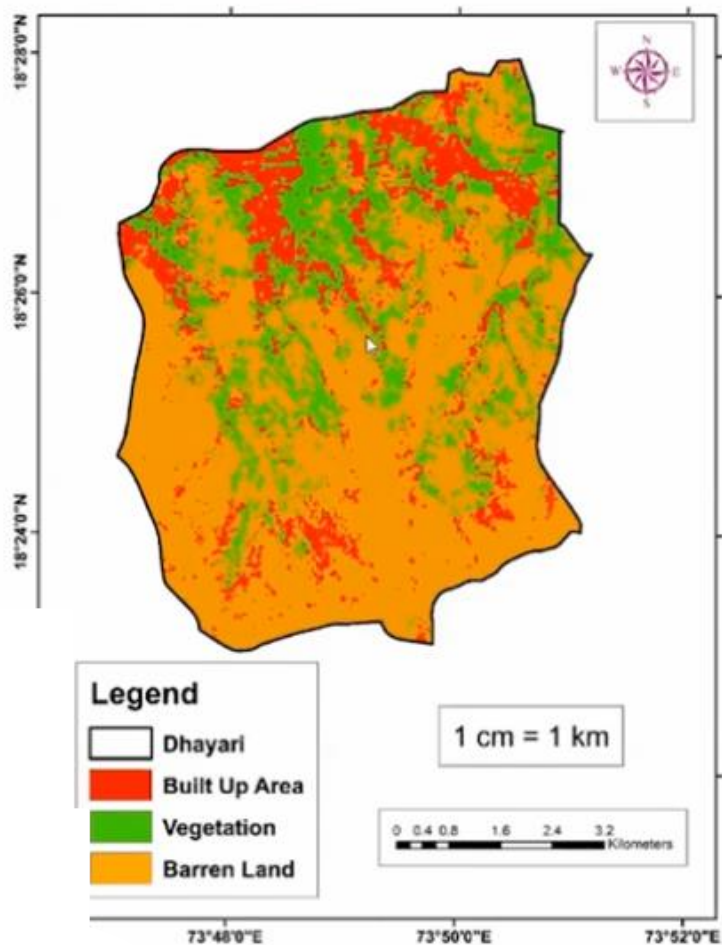 18°28'0"N
N
W E
S
18°26'0"N
18°24'0"N
Legend
Dhayari
Built Up Area
Vegetation
Barren Land
1 cm = 1 km
0 0.4 0.8 1.6 2.4 3.2
Kilometers
73°48'0"E 73°50'0"E 73°52'0"E